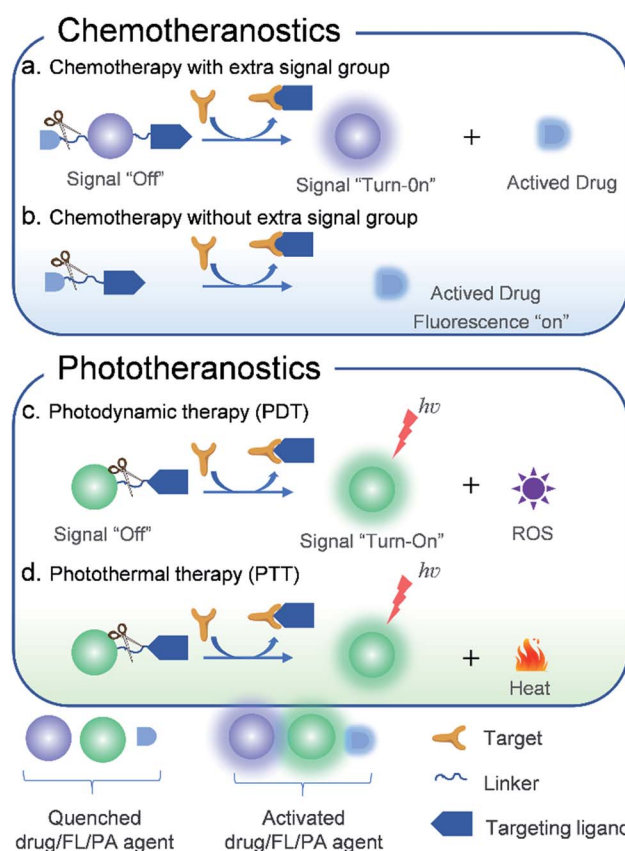 Chemotheranostics
a. Chemotherapy with extra signal group
Signal “Off”
Signal “Turn-0n”
+
Actived Drug
b. Chemotherapy without extra signal group
Actived Drug
Fluorescence “on”
Phototheranostics
c. Photodynamic therapy (PDT)
hv
Signal “Off”
Signal “Turn-On”
+
ROS
d. Photothermal therapy (PTT)
hv
+
Heat
Target
Linker
Targeting ligand
Quenched
drug/FL/PA agent
Activated
drug/FL/PA agent